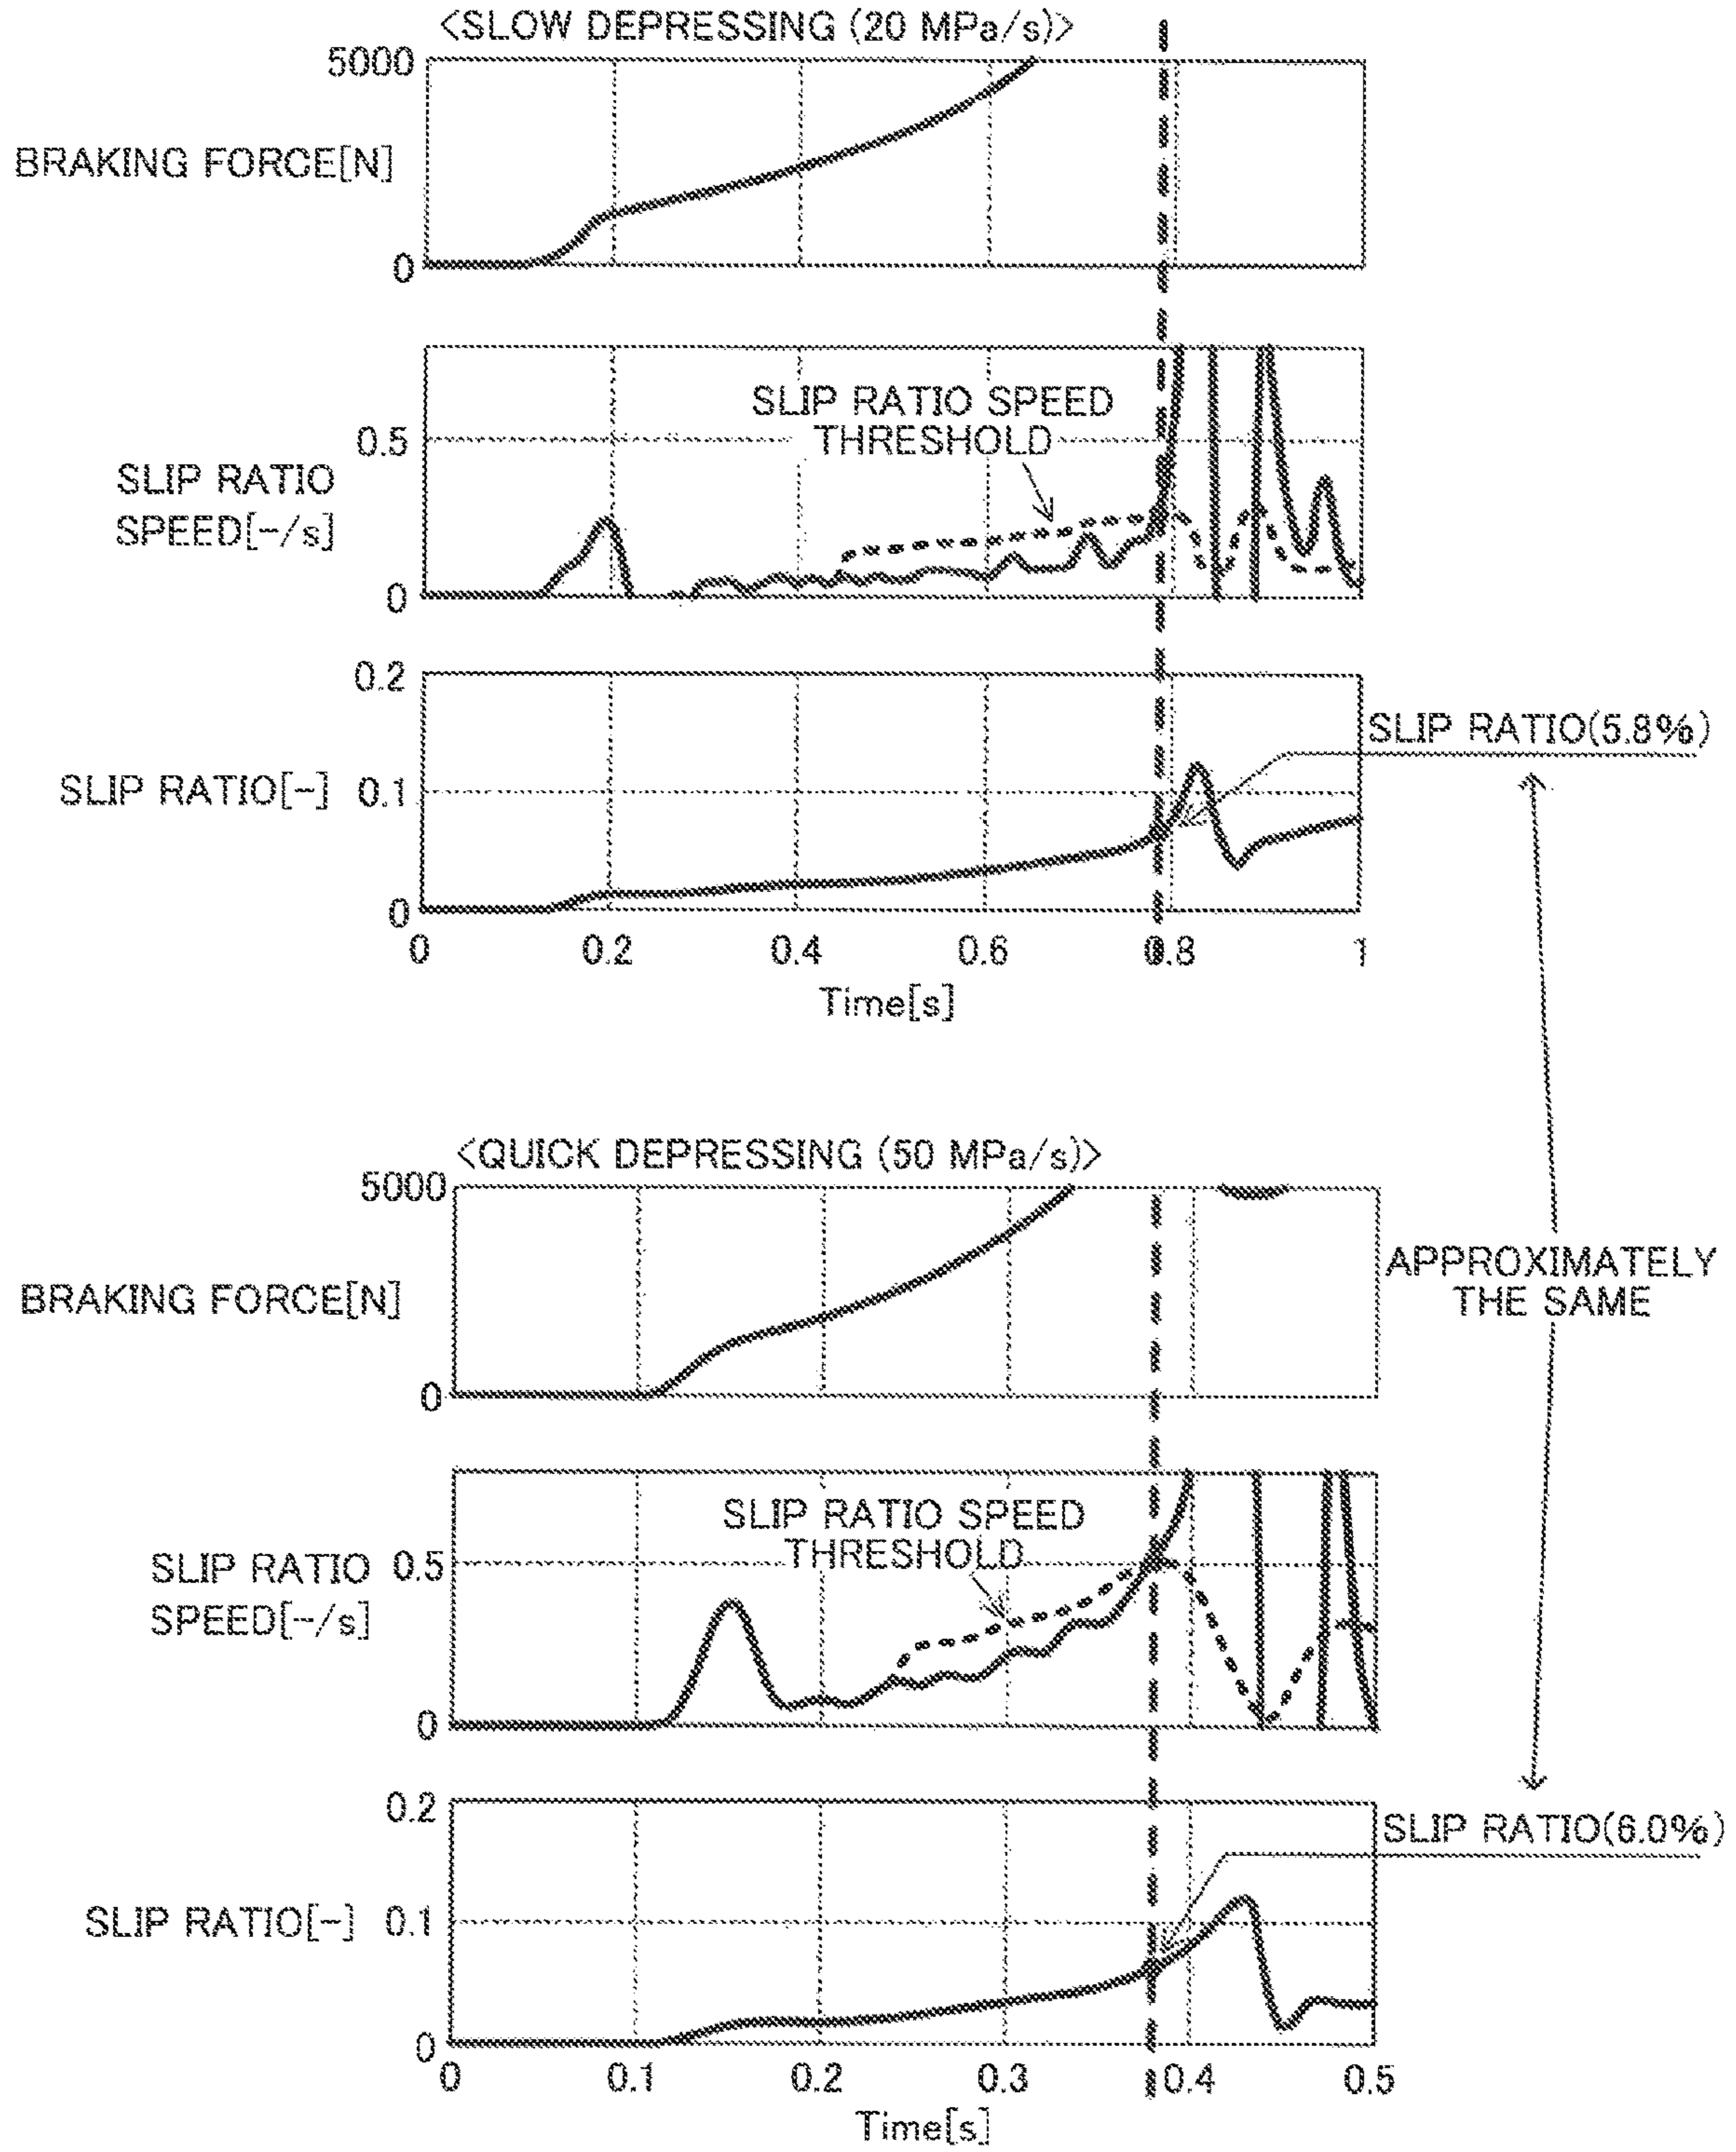 <SLOW DEPRESSING (20 MPa/s)>
5000
BRAKING FORCE[N]
0
SLIP RATIO SPEED
THRESHOLD
0.5
SLIP RATIO
SPEED[-/s]
0
0.2
SLIP RATIO(5.8%)
SLIP RATIO[-] 0.1
0
0 0.2 0.4 0.6 0.8 1
Time[s]
<QUICK DEPRESSING (50 MPa/s)>
5000
APPROXIMATELY
THE SAME
BRAKING FORCE[N]
0
SLIP RATIO SPEED
THRESHOLD
SLIP RATIO 0.5
SPEED[-/s]
0
0.2
SLIP RATIO(6.0%)
SLIP RATIO[-] 0.1
0
0 0.1 0.2 0.3 0.4 0.5
Time[s]